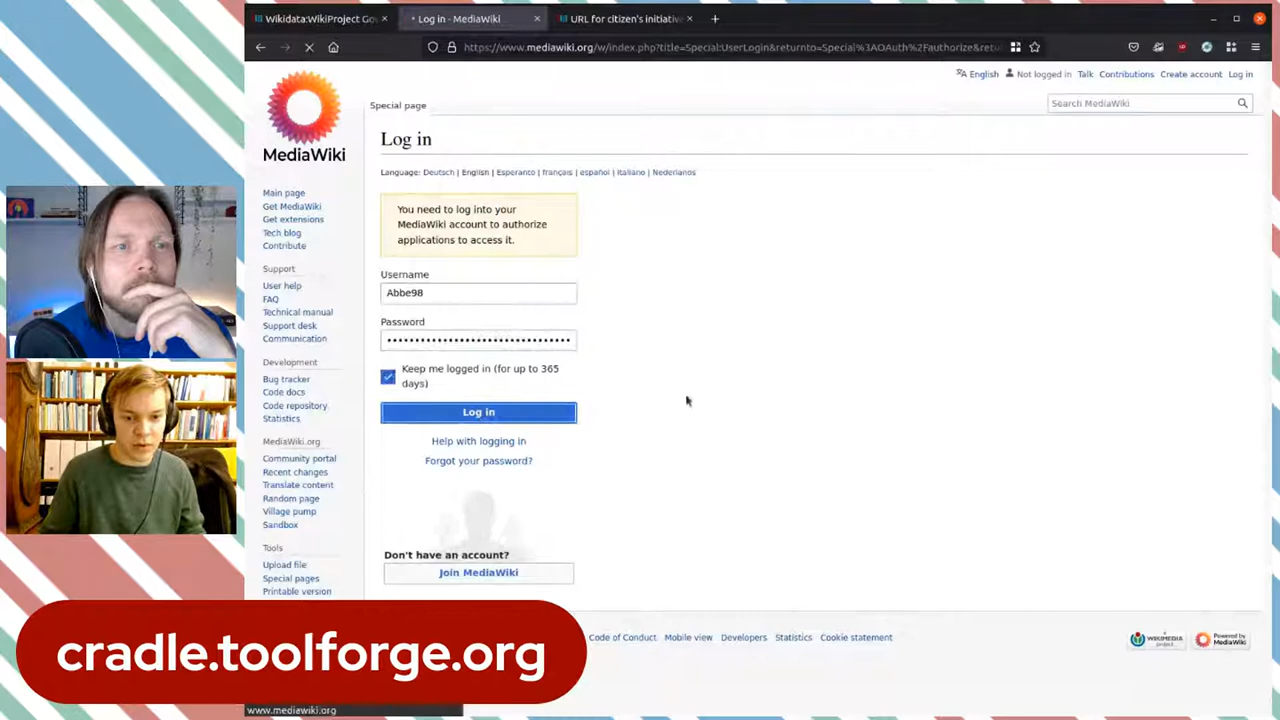 Wikidata:WikiProject Go
Log in - MediaWiki
URL for citizen's initiativ
https://www.mediawiki.org/w/index.php?title=Special:UserLogin&returnto=Special%3AOAuth%2Fauthorize&retu
English
Not logged in
Talk
Contributions
Create account
Log in
Special page
Search MediaWiki
MediaWiki
Log in
Language: Deutsch | English | Esperanto | français | español | italiano | Nederlands
You need to log into your
MediaWiki account to authorize
applications to access it.
Username
Abbe98
Password
Keep me logged in (for up to 365
days)
Log in
Help with logging in
Forgot your password?
Don't have an account?
Join MediaWiki
Main page
Get MediaWiki
Get extensions
Tech blog
Contribute
Support
User help
FAQ
Technical manual
Support desk
Communication
Development
Bug tracker
Code docs
Code repository
Statistics
MediaWiki.org
Community portal
Recent changes
Translate content
Random page
Village pump
Sandbox
Tools
Upload file
Special pages
Printable version
Code of Conduct
Mobile view
Developers
Statistics
Cookie statement
WIKIMEDIA
project
Powered by
MediaWiki
cradle.toolforge.org
www.mediawiki.org